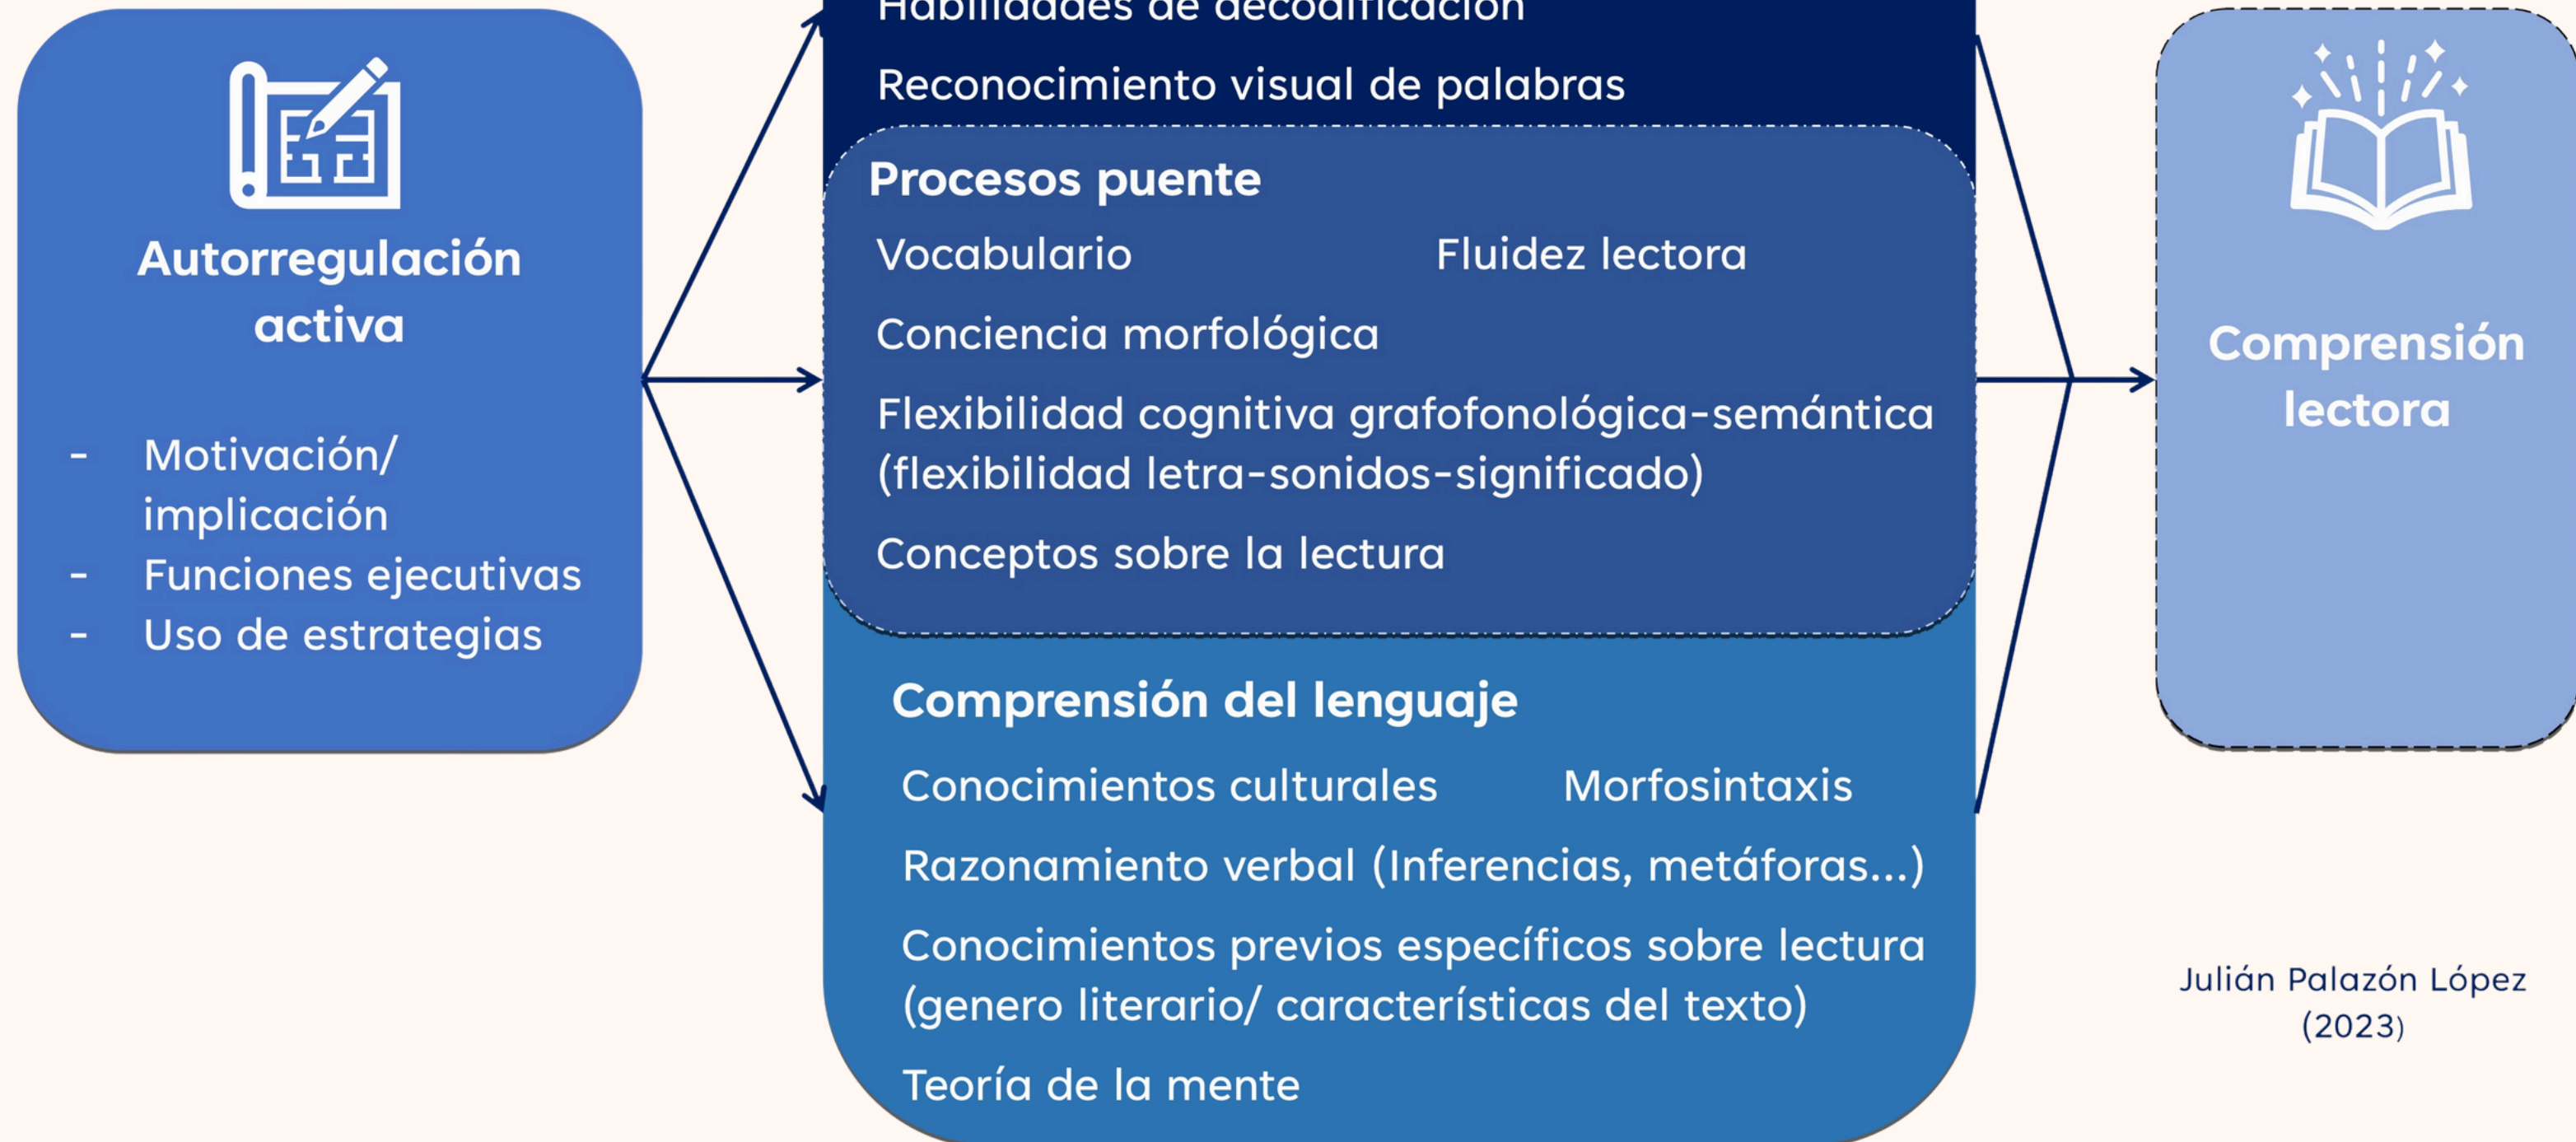 Autorregulación
activa
- Motivación/
implicación
- Funciones ejecutivas
- Uso de estrategias
Habilidades de decodificación
Reconocimiento visual de palabras
Procesos puente
Vocabulario Fluidez lectora
Conciencia morfológica
Flexibilidad cognitiva grafofonológica-semántica
(flexibilidad letra-sonidos-significado)
Conceptos sobre la lectura
Comprensión del lenguaje
Conocimientos culturales Morfosintaxis
Razonamiento verbal (Inferencias, metáforas...)
Conocimientos previos específicos sobre lectura
(genero literario/ características del texto)
Teoría de la mente
Comprensión
lectora
Julián Palazón López
(2023)